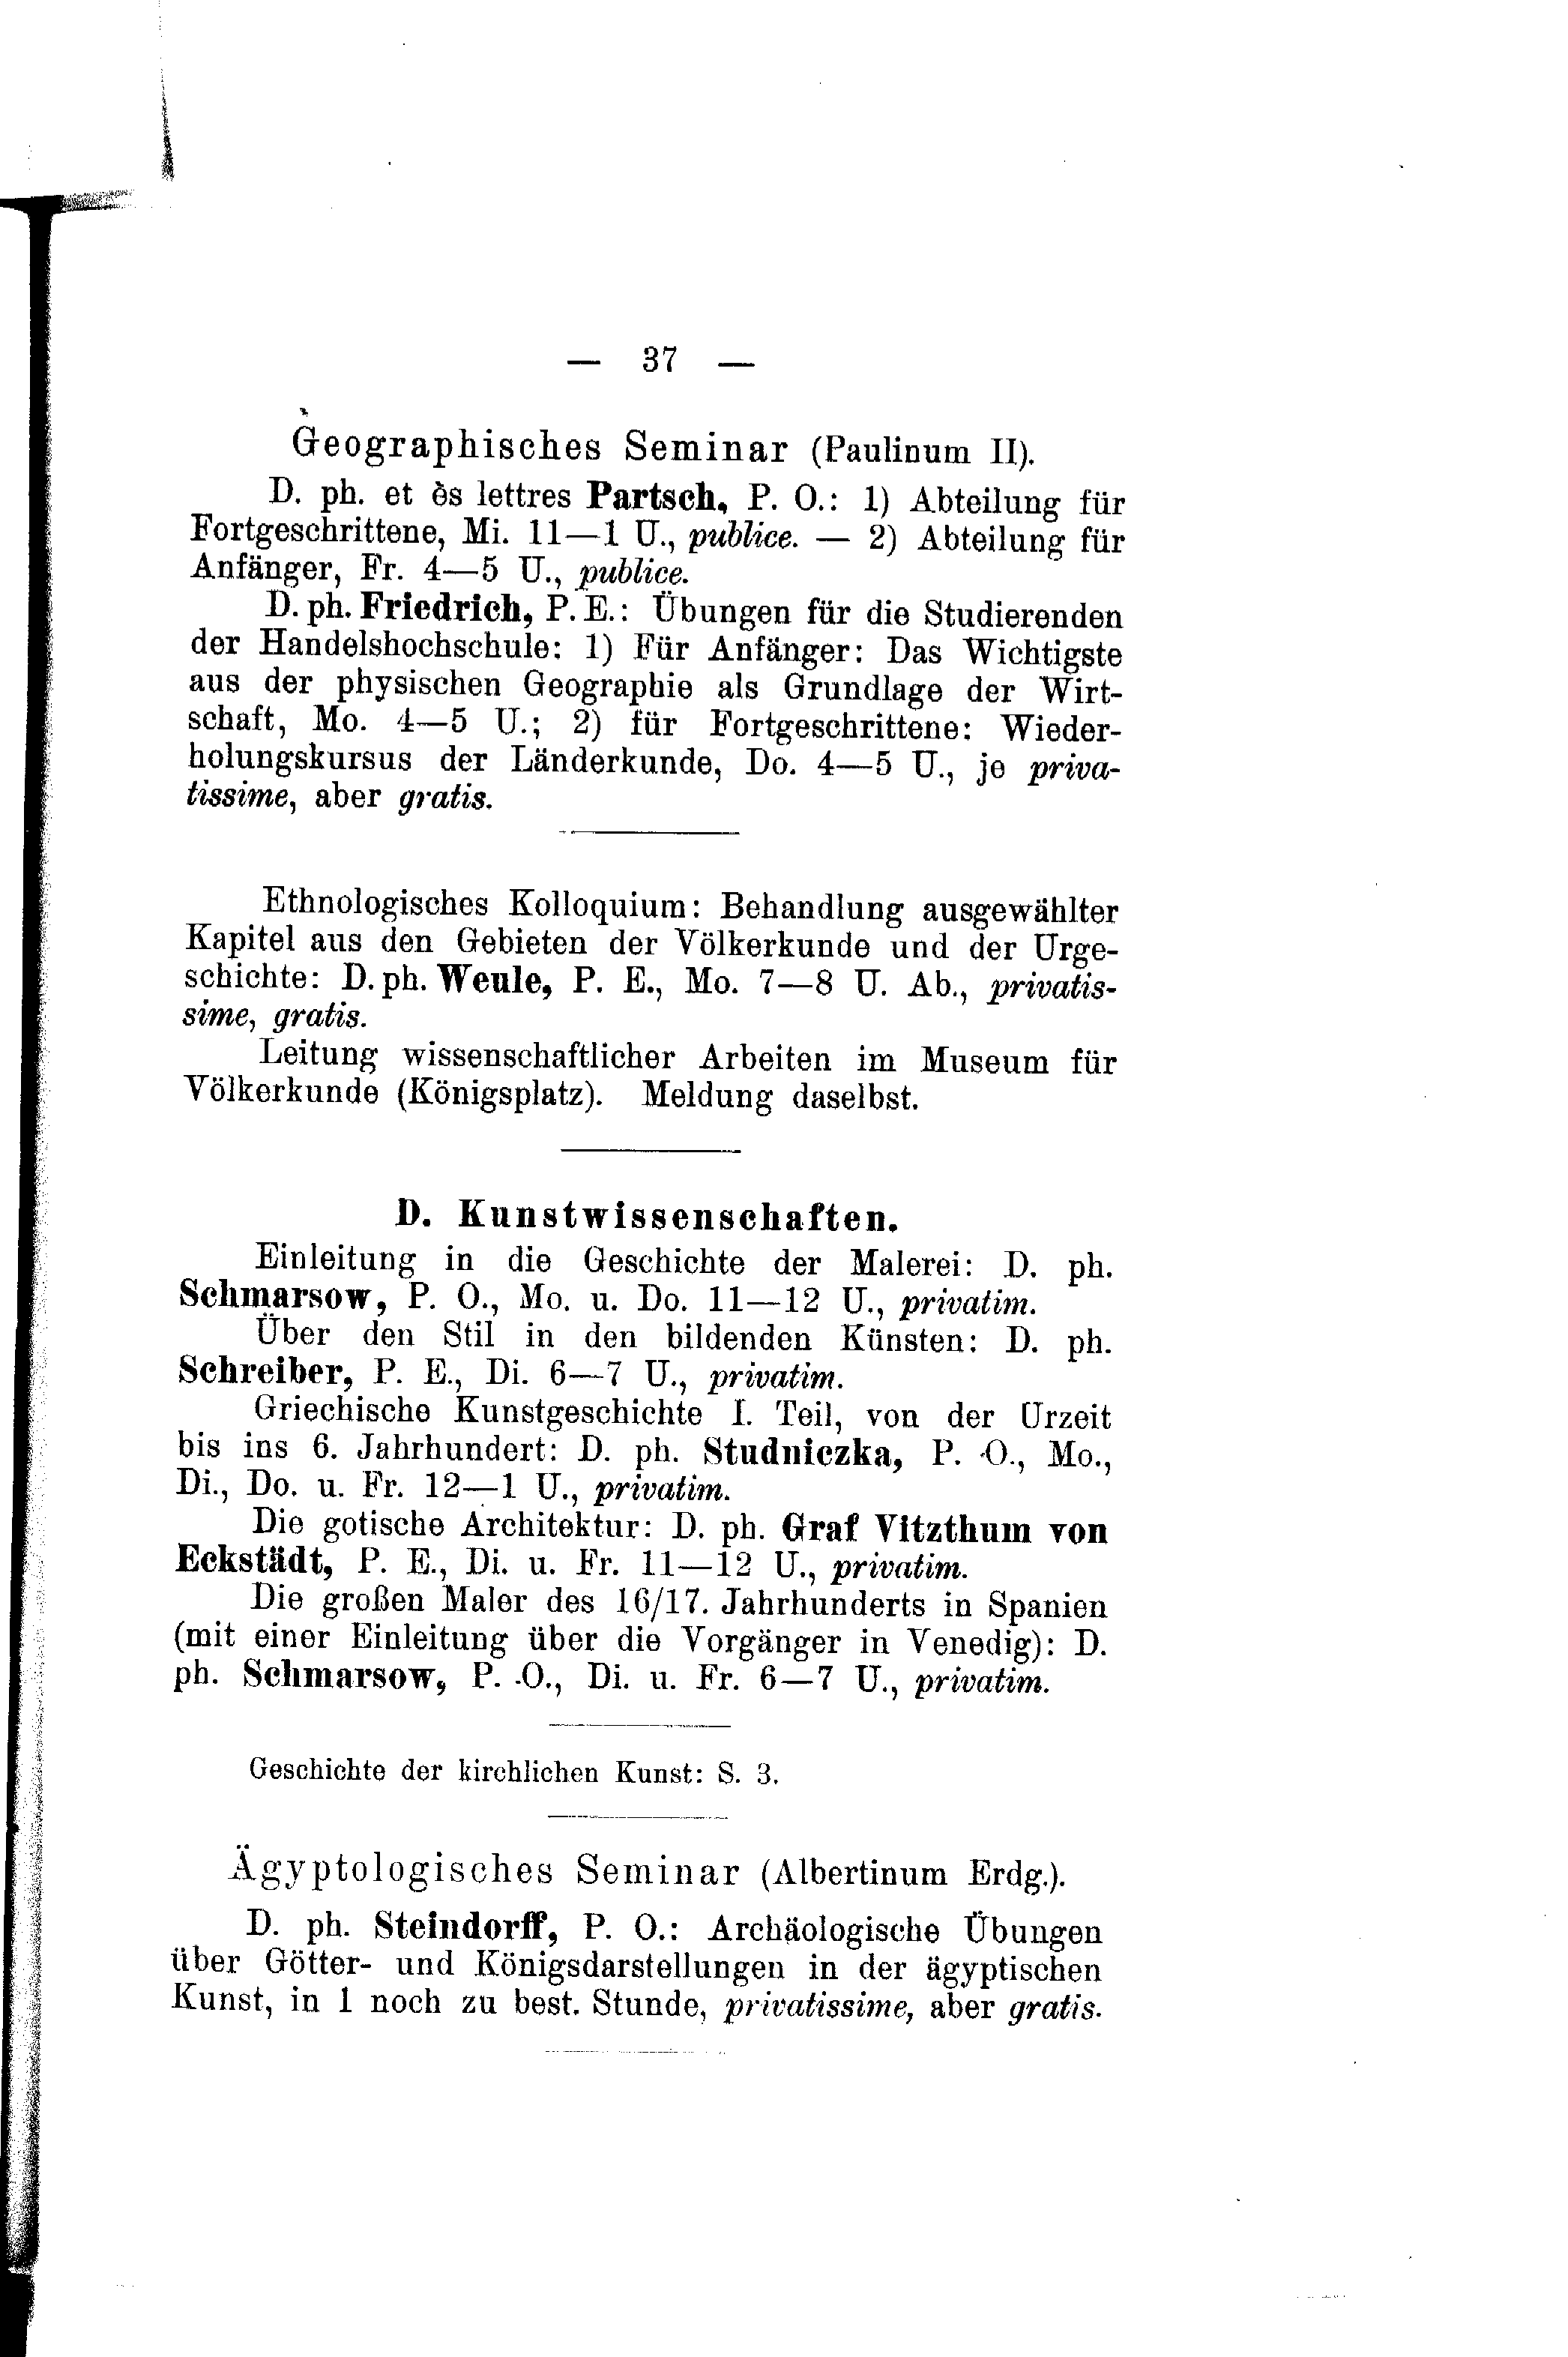 — 37 —
Geographisches Seminar (Paulinum II).
D. ph. et ès lettres Partsch, P. O.: 1) Abteilung für
Fortgeschrittene, Mi. 11—1 U., publice. — 2) Abteilung für
Anfänger, Fr. 4—5 U., publice.
D. ph. Friedrich, P. E.: Übungen für die Studierenden
der Handelshochschule: 1) Für Anfänger: Das Wichtigste
aus der physischen Geographie als Grundlage der Wirt-
schaft, Mo. 4—5 U.; 2) für Fortgeschrittene: Wieder-
holungskursus der Länderkunde, Do. 4—5 U., je priva-
tissime, aber gratis.
Ethnologisches Kolloquium: Behandlung ausgewählter
Kapitel aus den Gebieten der Völkerkunde und der Urge-
schichte: D. ph. Weule, P. E., Mo. 7—8 U. Ab., privatis-
sime, gratis.
Leitung wissenschaftlicher Arbeiten im Museum für
Völkerkunde (Königsplatz). Meldung daselbst.
D. Kunstwissenschaften.
Einleitung in die Geschichte der Malerei: D. ph.
Schmarsow, P. O., Mo. u. Do. 11—12 U., privatim.
Über den Stil in den bildenden Künsten: D. ph.
Schreiber, P. E., Di. 6—7 U., privatim.
Griechische Kunstgeschichte I. Teil, von der Urzeit
bis ins 6. Jahrhundert: D. ph. Studniczka, P. O., Mo.,
Di., Do. u. Fr. 12—1 U., privatim.
Die gotische Architektur: D. ph. Graf Vitzthum von
Eckstädt, P. E., Di. u. Fr. 11—12 U., privatim.
Die großen Maler des 16/17. Jahrhunderts in Spanien
(mit einer Einleitung über die Vorgänger in Venedig): D.
ph. Schmarsow, P. O., Di. u. Fr. 6—7 U., privatim.
Geschichte der kirchlichen Kunst: S. 3.
Ägyptologisches Seminar (Albertinum Erdg.).
D. ph. Steindorff, P. O.: Archäologische Übungen
über Götter- und Königsdarstellungen in der ägyptischen
Kunst, in 1 noch zu best. Stunde, privatissime, aber gratis.